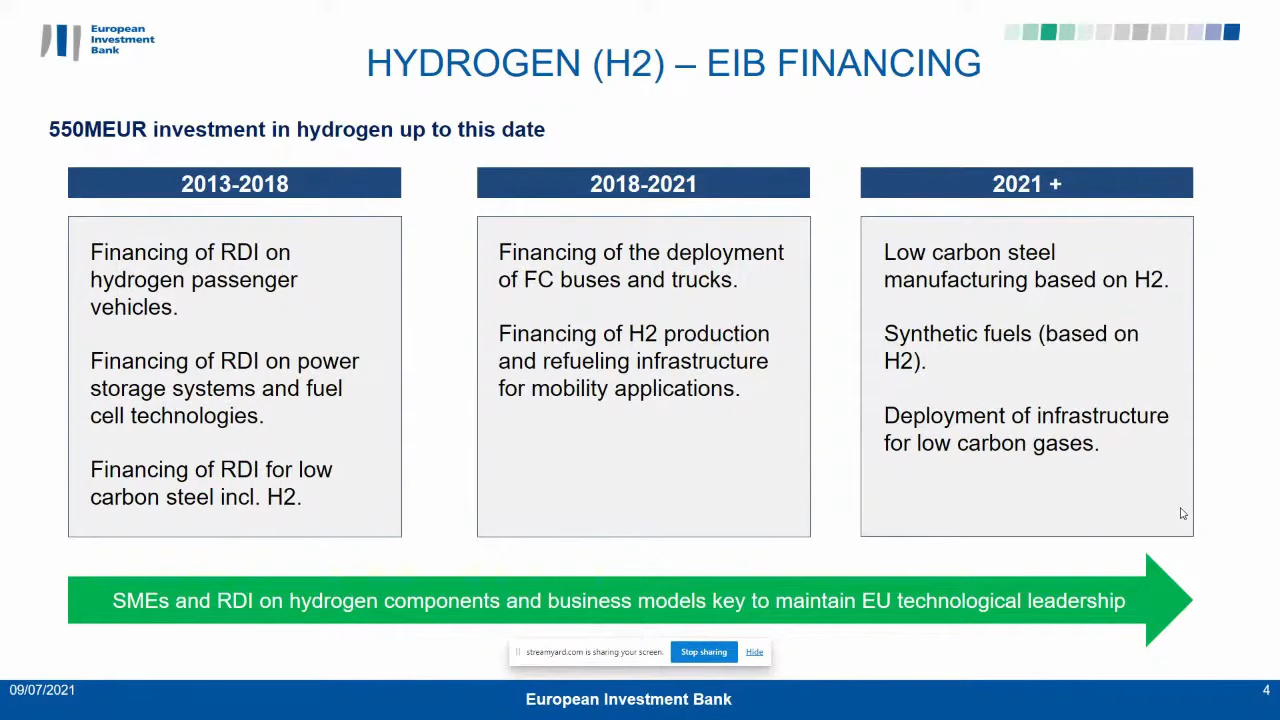 European
Investment
Bank
HYDROGEN (H2) – EIB FINANCING
550MEUR investment in hydrogen up to this date
2013-2018
Financing of RDI on
hydrogen passenger
vehicles.
Financing of RDI on power
storage systems and fuel
cell technologies.
Financing of RDI for low
carbon steel incl. H2.
2018-2021
Financing of the deployment
of FC buses and trucks.
Financing of H2 production
and refueling infrastructure
for mobility applications.
2021 +
Low carbon steel
manufacturing based on H2.
Synthetic fuels (based on
H2).
Deployment of infrastructure
for low carbon gases.
SMEs and RDI on hydrogen components and business models key to maintain EU technological leadership
streamyard.com is sharing your screen. Stop sharing Hide
09/07/2021
European Investment Bank
4